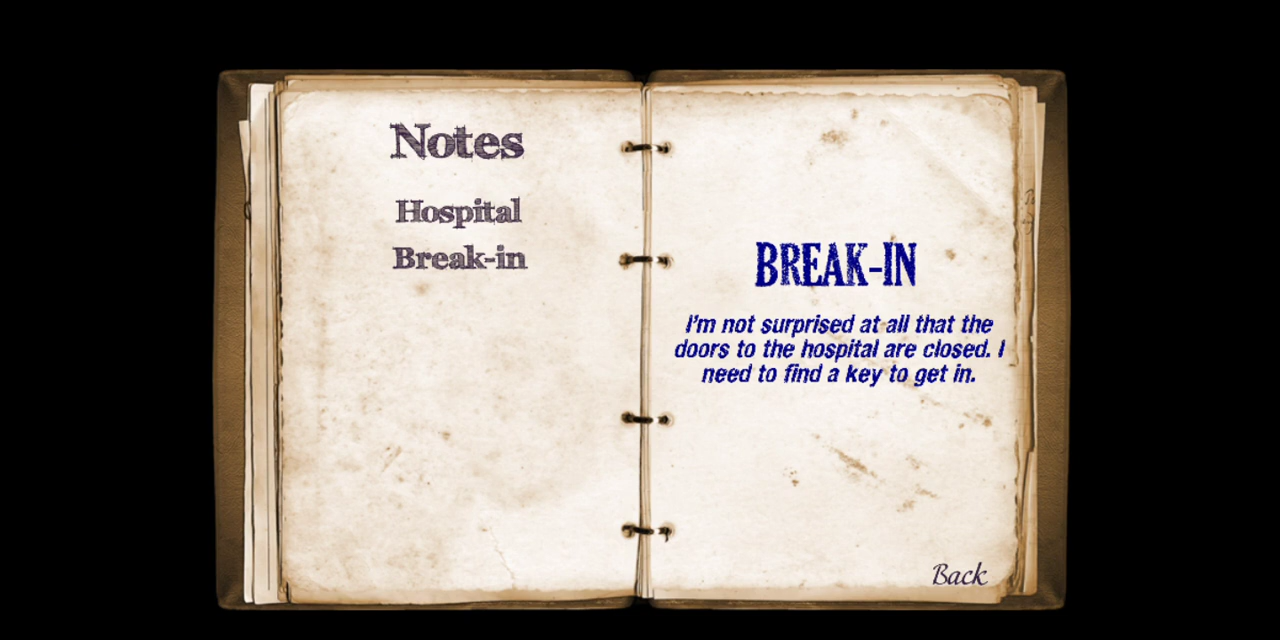 Notes
Hospital
Break-in
BREAK-IN
I'm not surprised at all that the
doors to the hospital are closed. I
need to find a key to get in.
Back